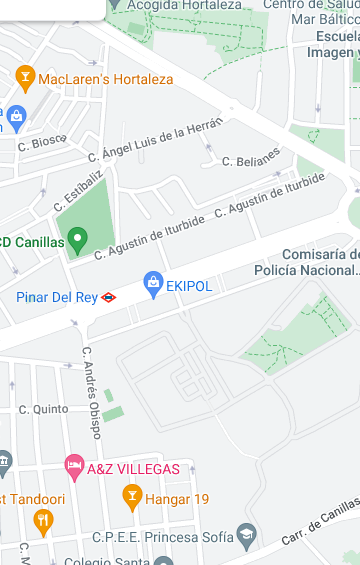 Acogida Hortaleza
Centro de Salud
Mar Báltico
Escuela
Imagen y
MacLaren's Hortaleza
C. Biosca
C. Ángel Luis de la Herrán
C. Belianes
C. Estíbaliz
C. Agustín de Iturbide
C. Agustín de Iturbide
CD Canillas
Comisaría de
Policía Nacional...
Pinar Del Rey
EKIPOL
C. Andrés Obispo
C. Quinto
A&Z VILLEGAS
st Tandoori
Hangar 19
Carr. de Canillas
C.P.E.E. Princesa Sofía
Colegio Santa